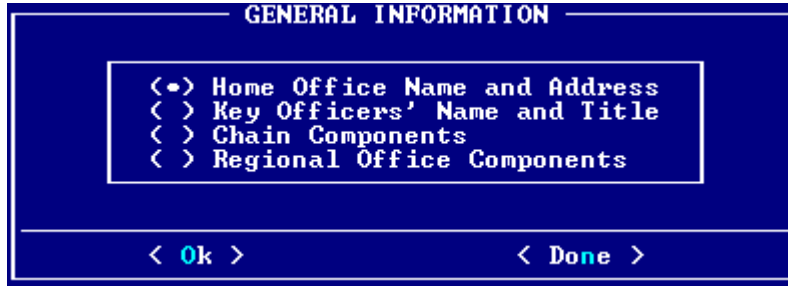 GENERAL INFORMATION
(•) Home Office Name and Address
( ) Key Officers' Name and Title
( ) Chain Components
( ) Regional Office Components
< Ok > < Done >